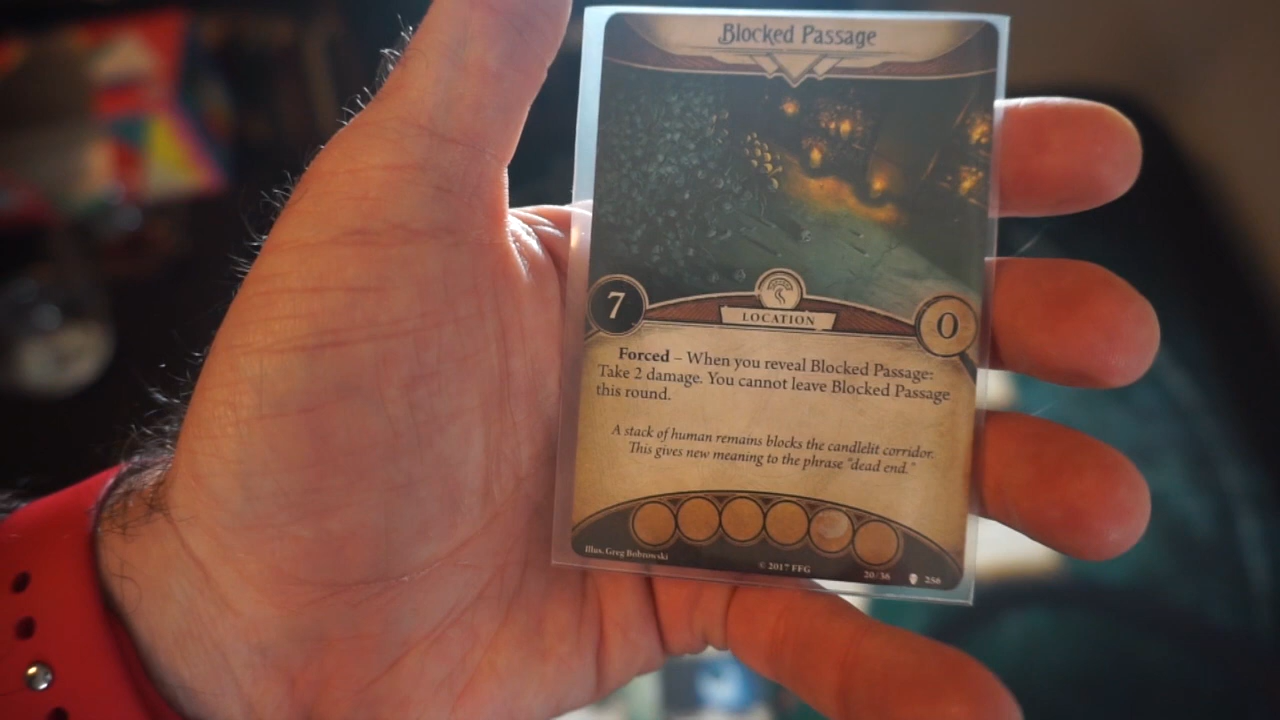 Blocked Passage
7
LOCATION
0
Forced – When you reveal Blocked Passage:
Take 2 damage. You cannot leave Blocked Passage
this round.
A stack of human remains blocks the candlelit corridor.
This gives new meaning to the phrase "dead end."
Illus. Greg Bobrowski
© 2017 FFG
20/36
256